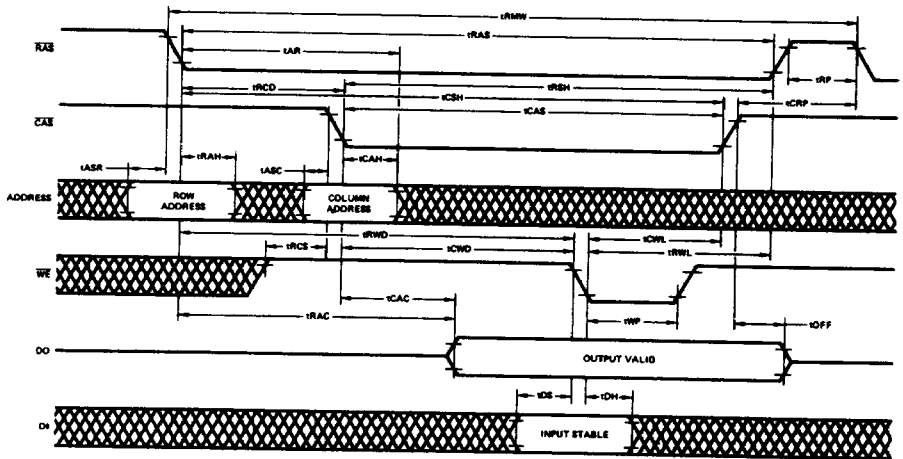 tRMW
tRAS
tAR
RAS
tRP
tRCD
tRSH
tCSH
tCRP
tCAS
CAS
tASR
tRAH
tASC
tCAH
ADDRESS
ROW
ADDRESS
COLUMN
ADDRESS
tRWD
tCWD
tCWL
tRCS
tRWL
WE
tCAC
tRAC
tWP
tOFF
DO
OUTPUT VALID
tDS
tDH
DI
INPUT STABLE